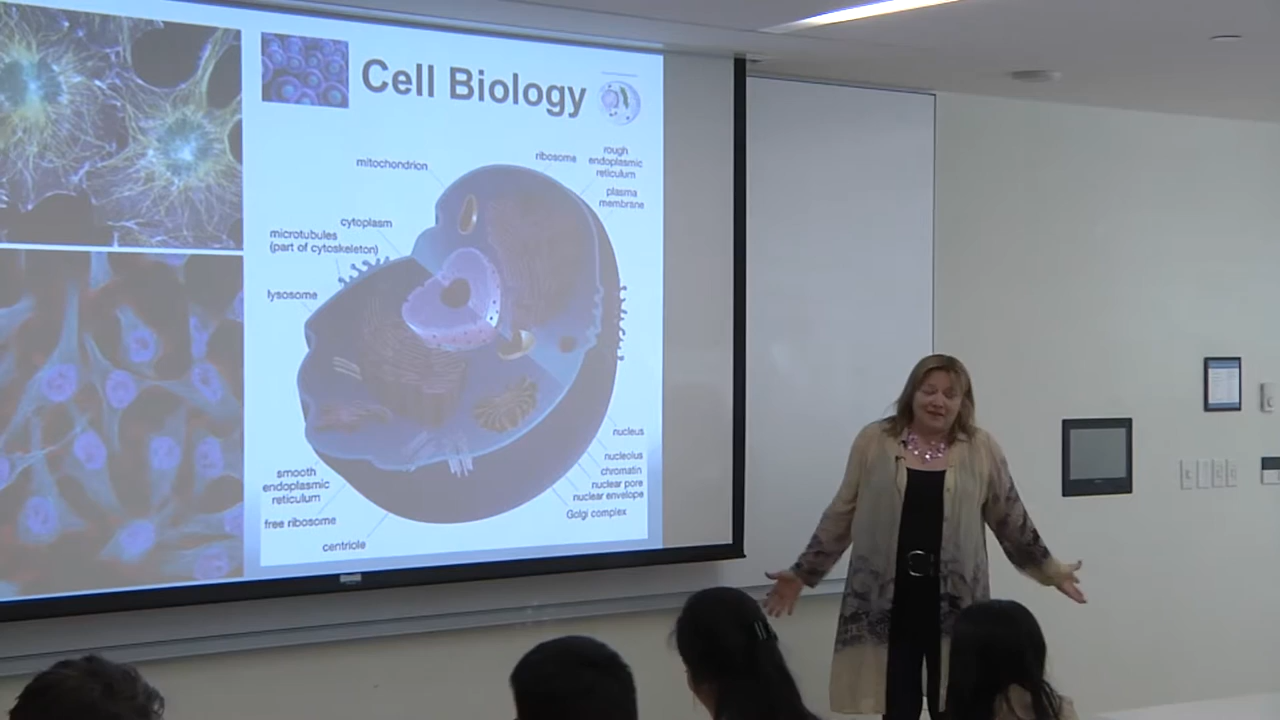 Cell Biology
mitochondrion
ribosome
rough
endoplasmic
reticulum
plasma
membrane
cytoplasm
microtubules
(part of cytoskeleton)
lysosome
nucleus
nucleolus
chromatin
nuclear pore
nuclear envelope
Golgi complex
smooth
endoplasmic
reticulum
free ribosome
centriole